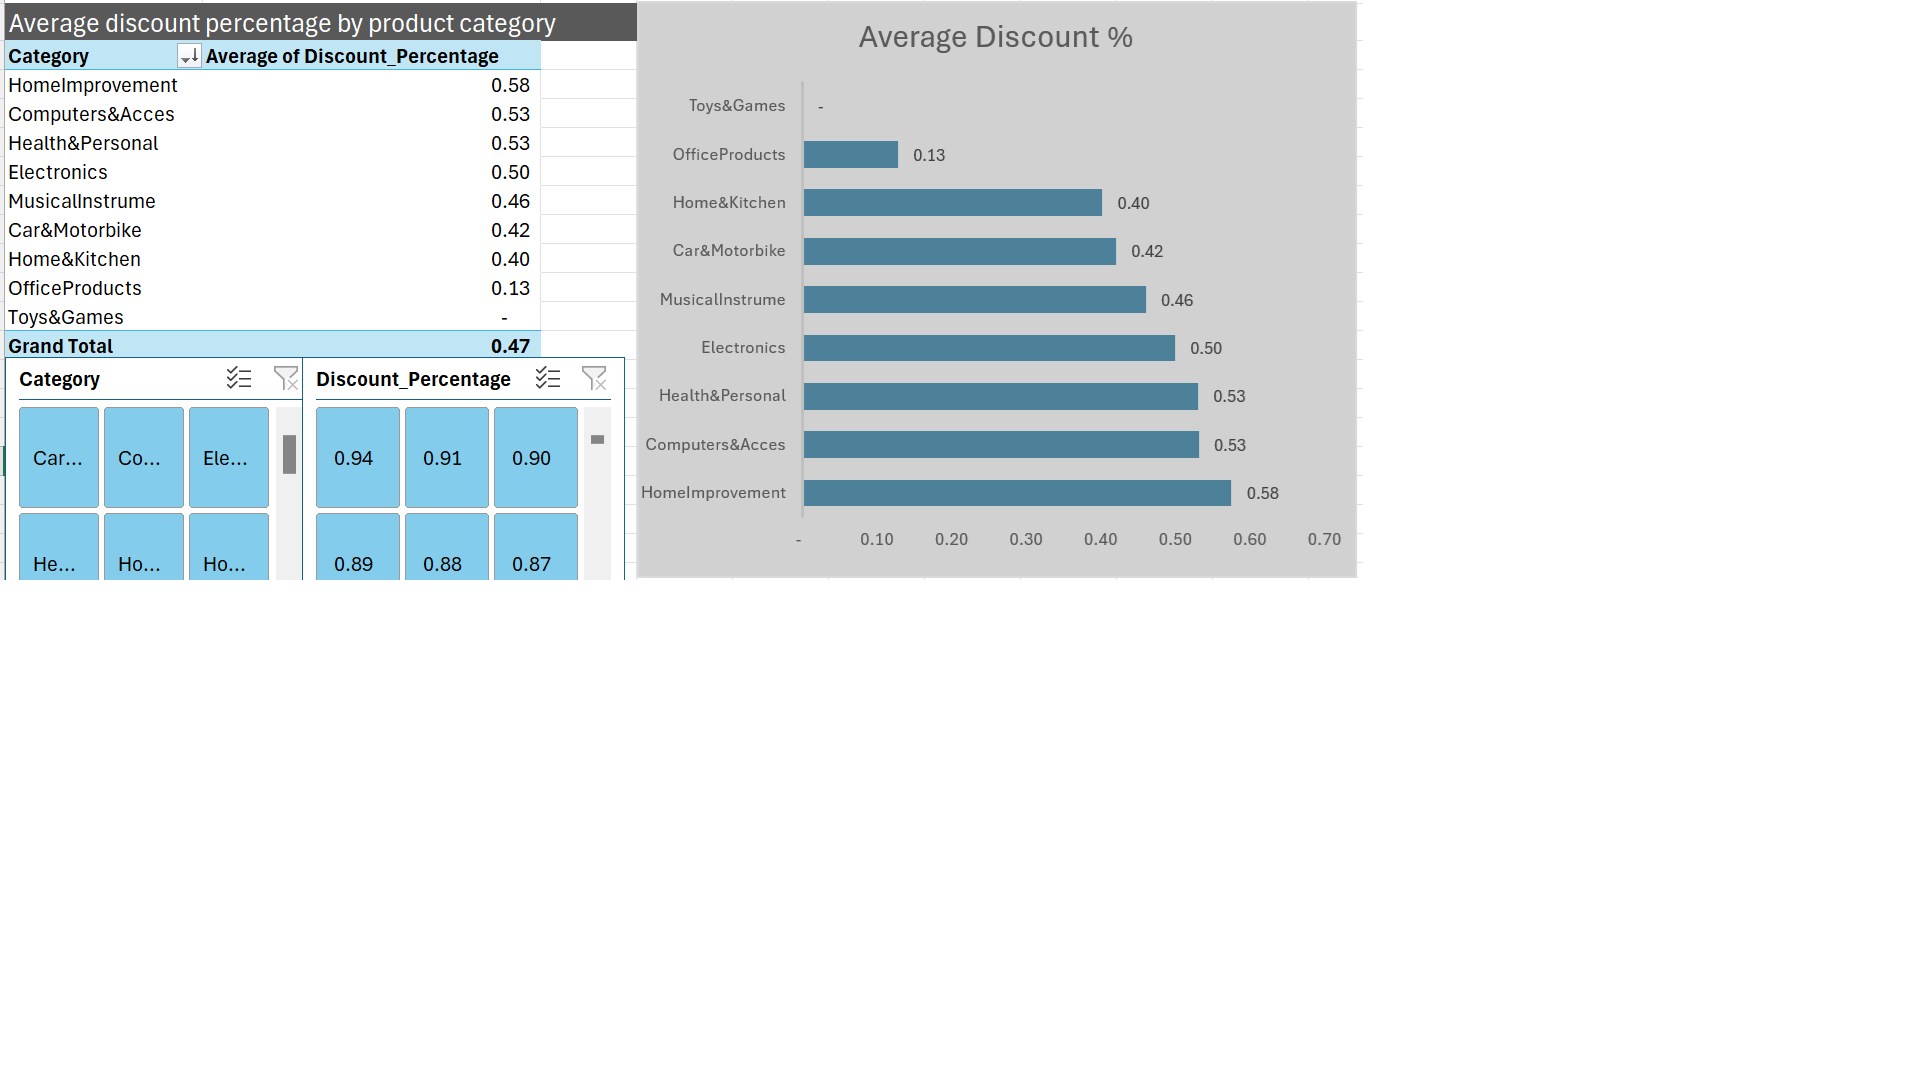 Average discount percentage by product category
Category Average of Discount_Percentage
HomeImprovement 0.58
Computers&Acces 0.53
Health&Personal 0.53
Electronics 0.50
MusicalInstrume 0.46
Car&Motorbike 0.42
Home&Kitchen 0.40
OfficeProducts 0.13
Toys&Games -
Grand Total 0.47
Category
Car... Co... Ele...
He... Ho... Ho...
Discount_Percentage
0.94 0.91 0.90
0.89 0.88 0.87
Average Discount %
Toys&Games -
OfficeProducts 0.13
Home&Kitchen 0.40
Car&Motorbike 0.42
MusicalInstrume 0.46
Electronics 0.50
Health&Personal 0.53
Computers&Acces 0.53
HomeImprovement 0.58
- 0.10 0.20 0.30 0.40 0.50 0.60 0.70